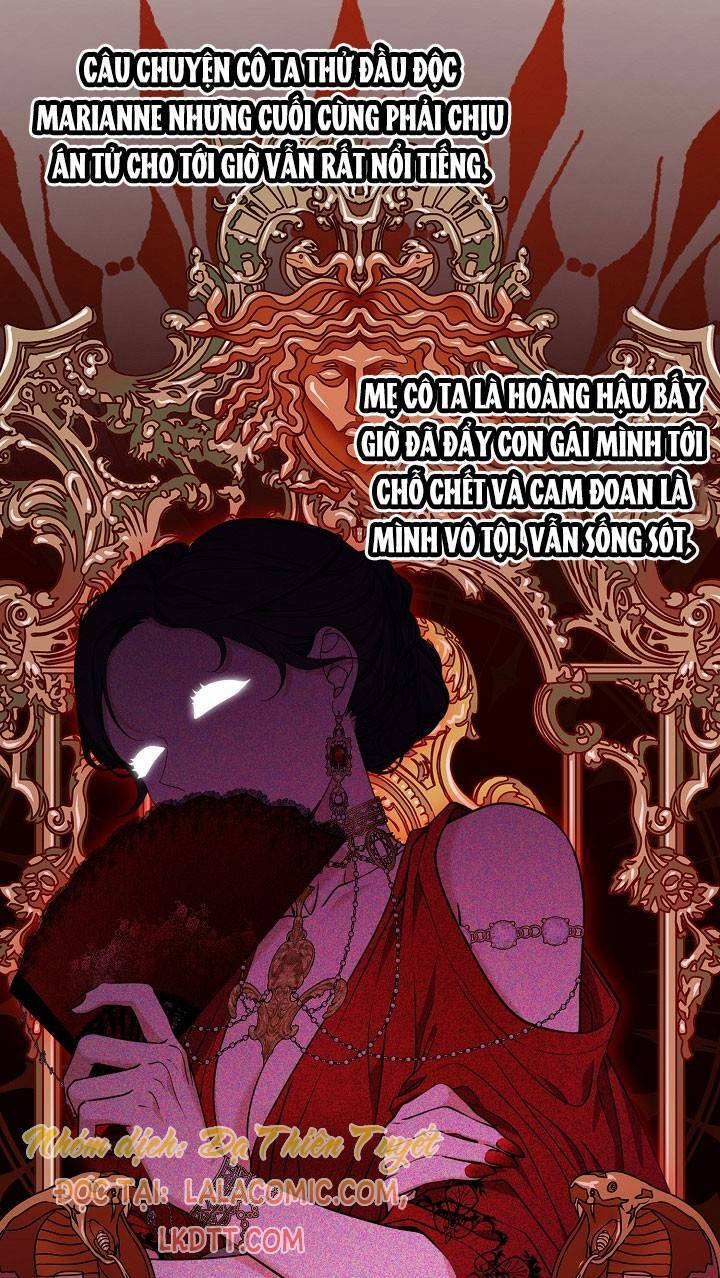 CÂU CHUYỆN CÔ TA THỬ ĐẦU ĐỘC
MARIANNE NHƯNG CUỐI CÙNG PHẢI CHỊU
ÁN TỬ CHO TỚI GIỜ VẪN RẤT NỔI TIẾNG.
MẸ CÔ TA LÀ HOÀNG HẬU BẤY
GIỜ ĐÃ ĐẨY CON GÁI MÌNH TỚI
CHỖ CHẾT VÀ CAM ĐOAN LÀ
MÌNH VÔ TỘI, VẪN SỐNG SÓT,
Nhóm dịch: Dạ Thiên Tuyết
ĐỌC TẠI: LALACOMIC.COM,
LKDTT.COM